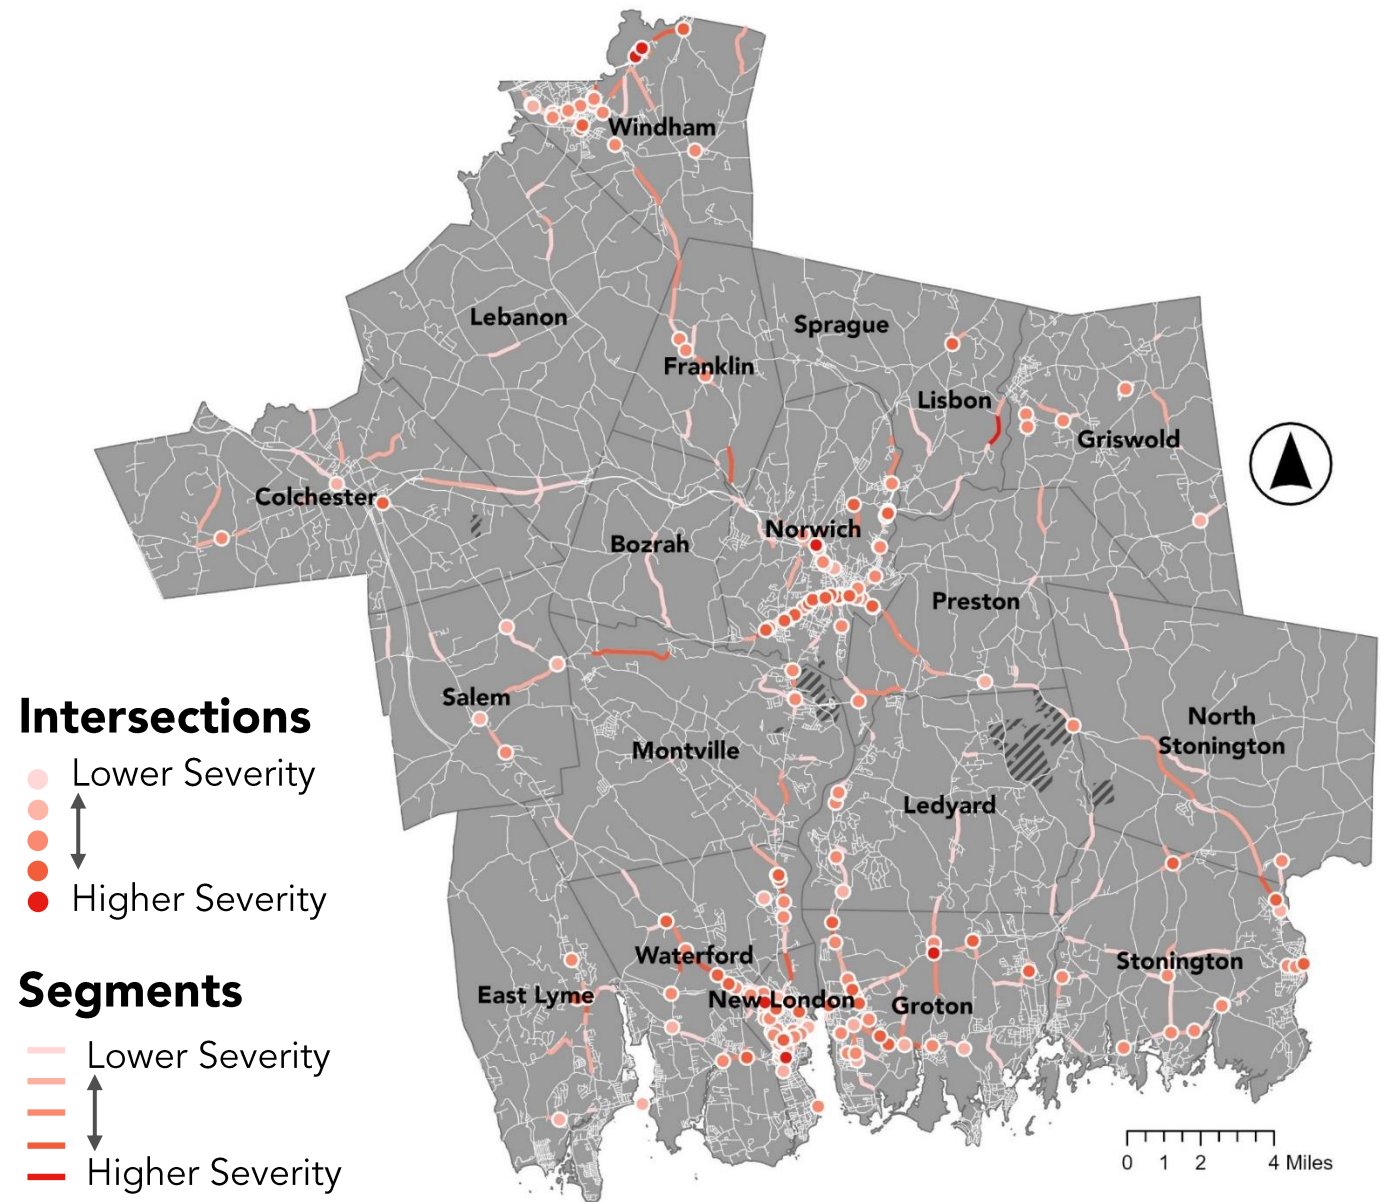 Windham
Lebanon
Sprague
Franklin
Lisbon
Griswold
Colchester
Norwich
Bozrah
Preston
Salem
Montville
North
Stonington
Ledyard
Waterford
Stonington
East Lyme
New London
Groton
Intersections
Lower Severity
Higher Severity
Segments
Lower Severity
Higher Severity
0 1 2 4 Miles